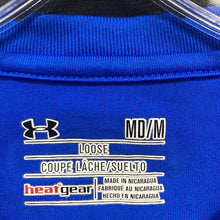 MD/M
LOOSE
COUPE LÂCHE/SUELTO
heatgear
MADE IN NICARAGUA
FABRIQUÉ AU NICARAGUA
HECHO EN NICARAGUA